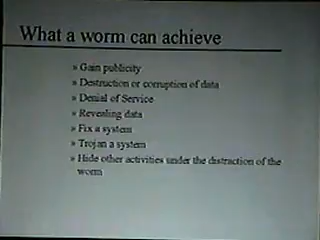 What a worm can achieve
» Gain publicity
» Destruction or corruption of data
» Denial of Service
» Revealing data
» Fix a system
» Trojan a system
» Hide other activities under the distraction of the
worm